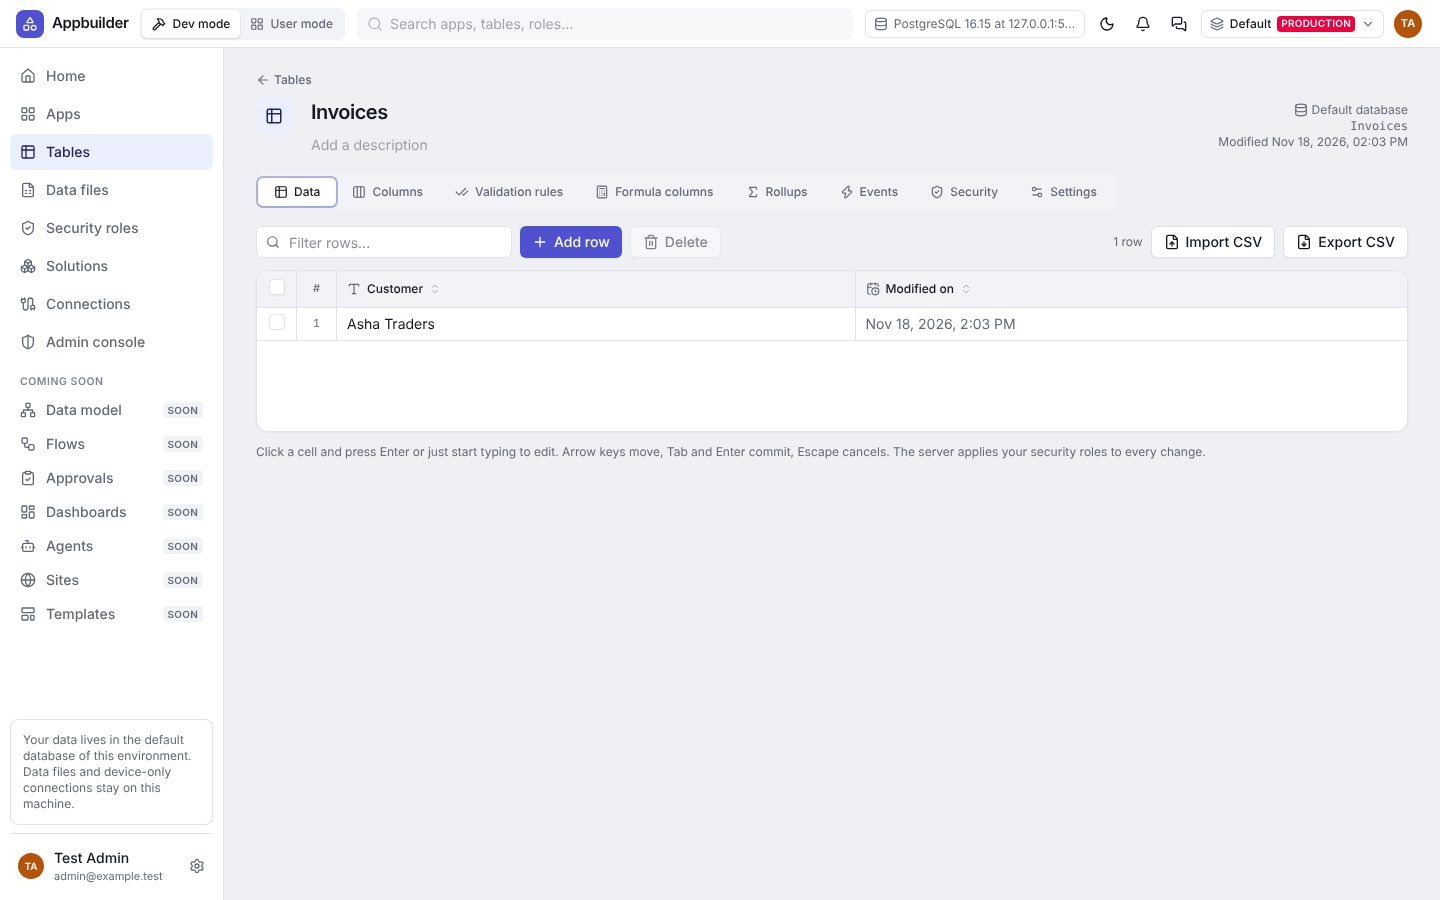 Appbuilder
Dev mode
User mode
Search apps, tables, roles...
PostgreSQL 16.15 at 127.0.0.1:5...
Default PRODUCTION
TA
Home
Apps
Tables
Data files
Security roles
Solutions
Connections
Admin console
COMING SOON
Data model SOON
Flows SOON
Approvals SOON
Dashboards SOON
Agents SOON
Sites SOON
Templates SOON
Your data lives in the default
database of this environment.
Data files and device-only
connections stay on this
machine.
TA
Test Admin
admin@example.test
Tables
Invoices
Add a description
Default database
Invoices
Modified Nov 18, 2026, 02:03 PM
Data
Columns
Validation rules
Formula columns
Rollups
Events
Security
Settings
Filter rows...
Add row
Delete
1 row
Import CSV
Export CSV
# Customer Modified on
1 Asha Traders Nov 18, 2026, 2:03 PM
Click a cell and press Enter or just start typing to edit. Arrow keys move, Tab and Enter commit, Escape cancels. The server applies your security roles to every change.